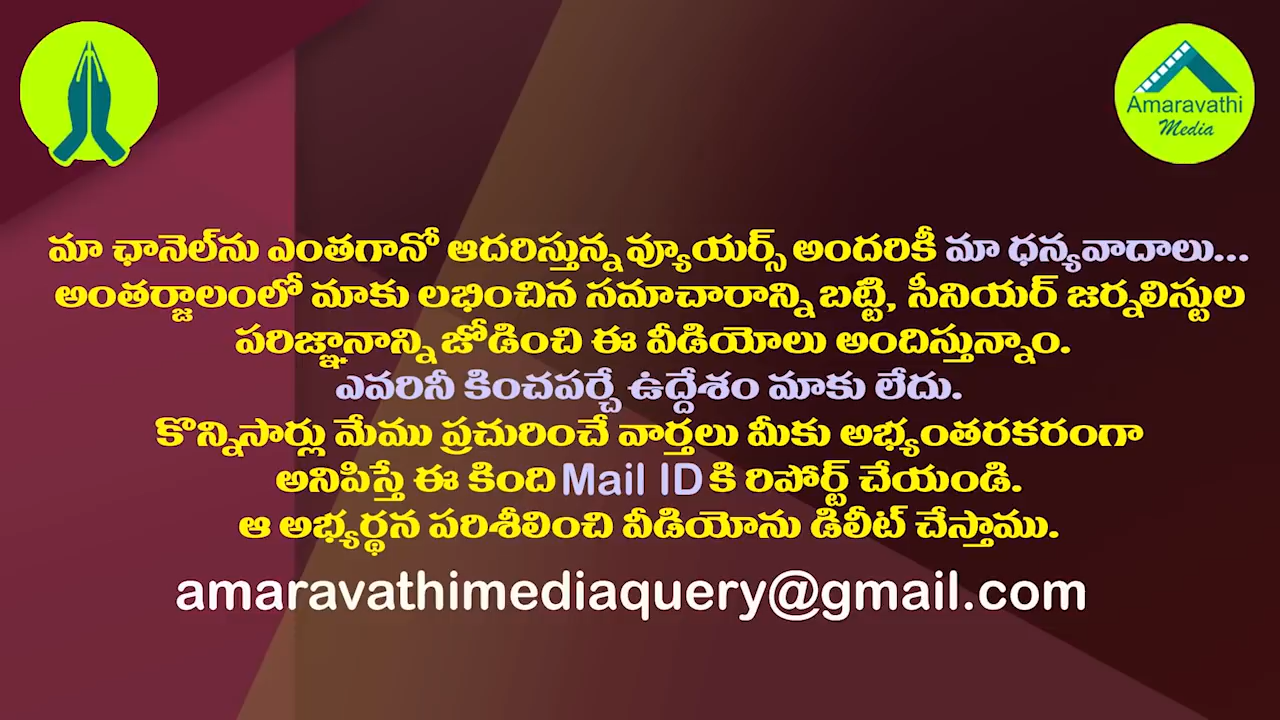 Amaravathi
Media
మా ఛానెల్‌ను ఎంతగానో ఆదరిస్తున్న వ్యూయర్స్ అందరికీ మా ధన్యవాదాలు...
అంతర్జాలంలో మాకు లభించిన సమాచారాన్ని బట్టి, సీనియర్ జర్నలిస్టుల
పరిజ్ఞానాన్ని జోడించి ఈ వీడియోలు అందిస్తున్నాం.
ఎవరినీ కించపర్చే ఉద్దేశం మాకు లేదు.
కొన్నిసార్లు మేము ప్రచురించే వార్తలు మీకు అభ్యంతరకరంగా
అనిపిస్తే ఈ కింది Mail ID కి రిపోర్ట్ చేయండి.
ఆ అభ్యర్థన పరిశీలించి వీడియోను డిలీట్ చేస్తాము.
amaravathimediaquery@gmail.com